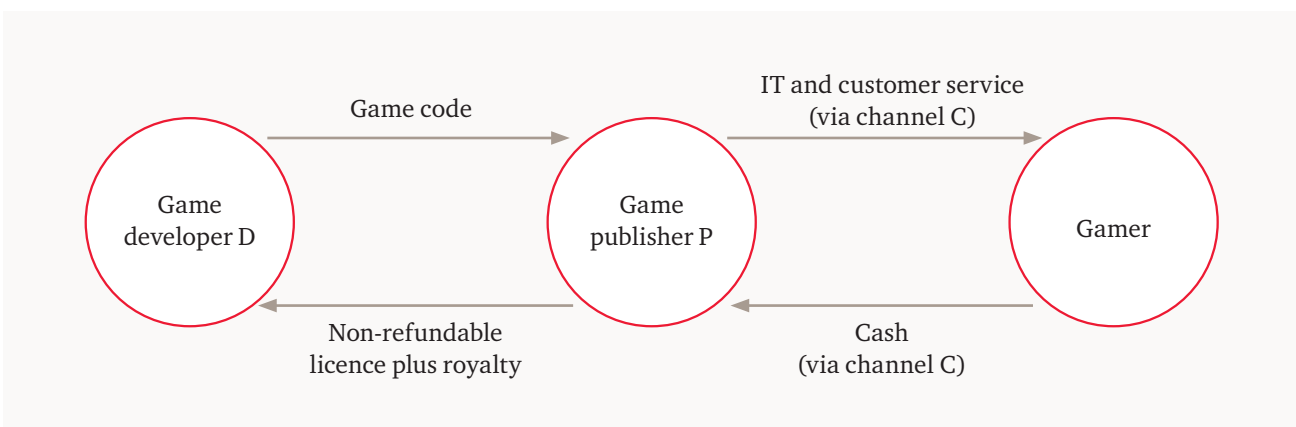 Game code
IT and customer service
(via channel C)
Game
developer D
Game
publisher P
Gamer
Non-refundable
licence plus royalty
Cash
(via channel C)